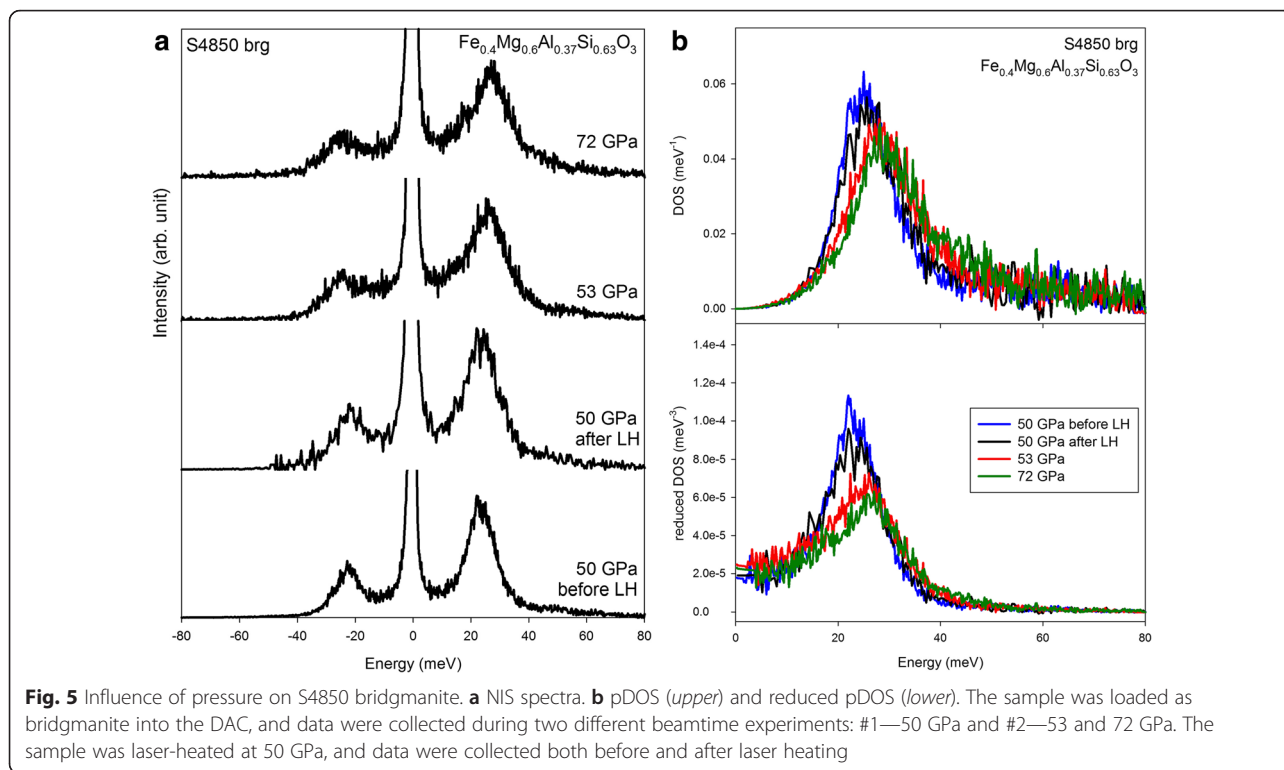 a
S4850 brg
Fe0.4Mg0.6Al0.37Si0.63O3
72 GPa
53 GPa
50 GPa
after LH
50 GPa
before LH
Intensity (arb. unit)
-80 -60 -40 -20 0 20 40 60 80
Energy (meV)
b
S4850 brg
Fe0.4Mg0.6Al0.37Si0.63O3
0.06
0.04
0.02
0.00
DOS (meV-1)
1.4e-4
1.2e-4
1.0e-4
8.0e-5
6.0e-5
4.0e-5
2.0e-5
0.0
reduced DOS (meV-3)
50 GPa before LH
50 GPa after LH
53 GPa
72 GPa
0 20 40 60 80
Energy (meV)
Fig. 5 Influence of pressure on S4850 bridgmanite. a NIS spectra. b pDOS (upper) and reduced pDOS (lower). The sample was loaded as
bridgmanite into the DAC, and data were collected during two different beamtime experiments: #1—50 GPa and #2—53 and 72 GPa. The
sample was laser-heated at 50 GPa, and data were collected both before and after laser heating